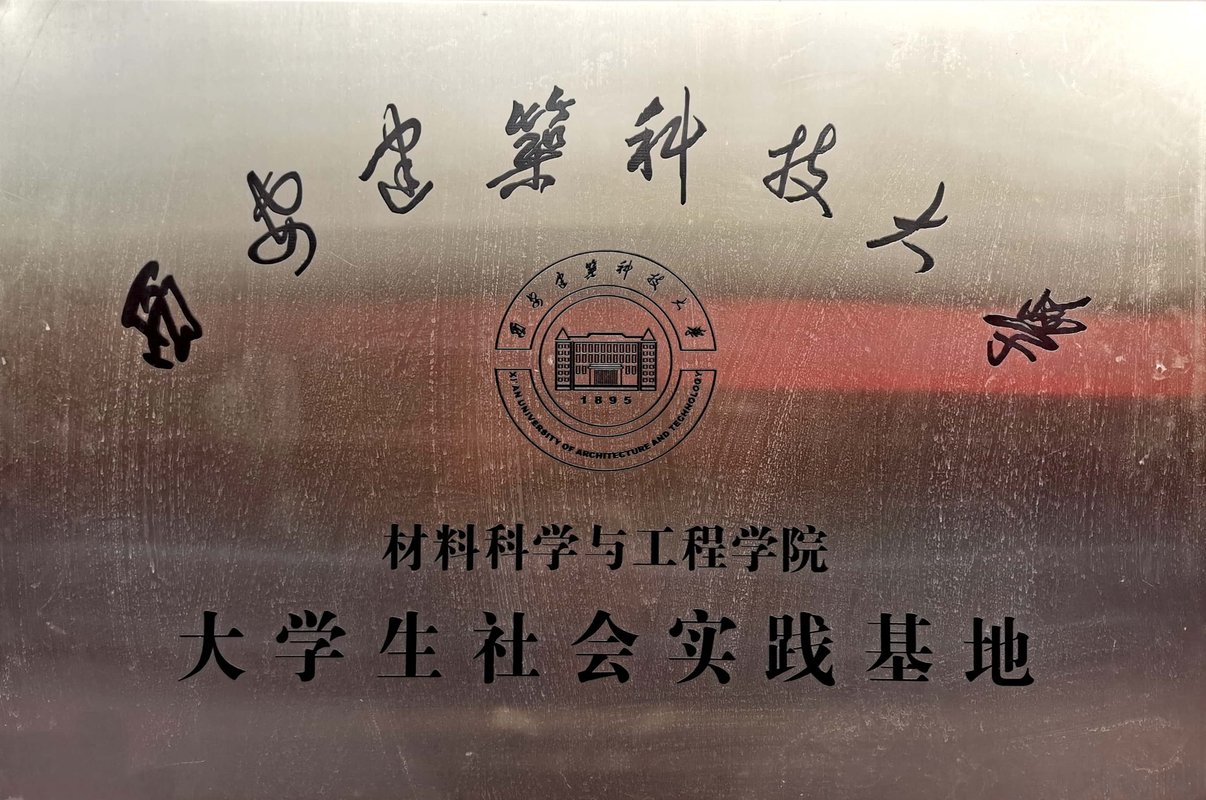 西安建築科技大學
西安建築科技大學
1895
XI'AN UNIVERSITY OF ARCHITECTURE AND TECHNOLOGY
材料科学与工程学院
大学生社会实践基地